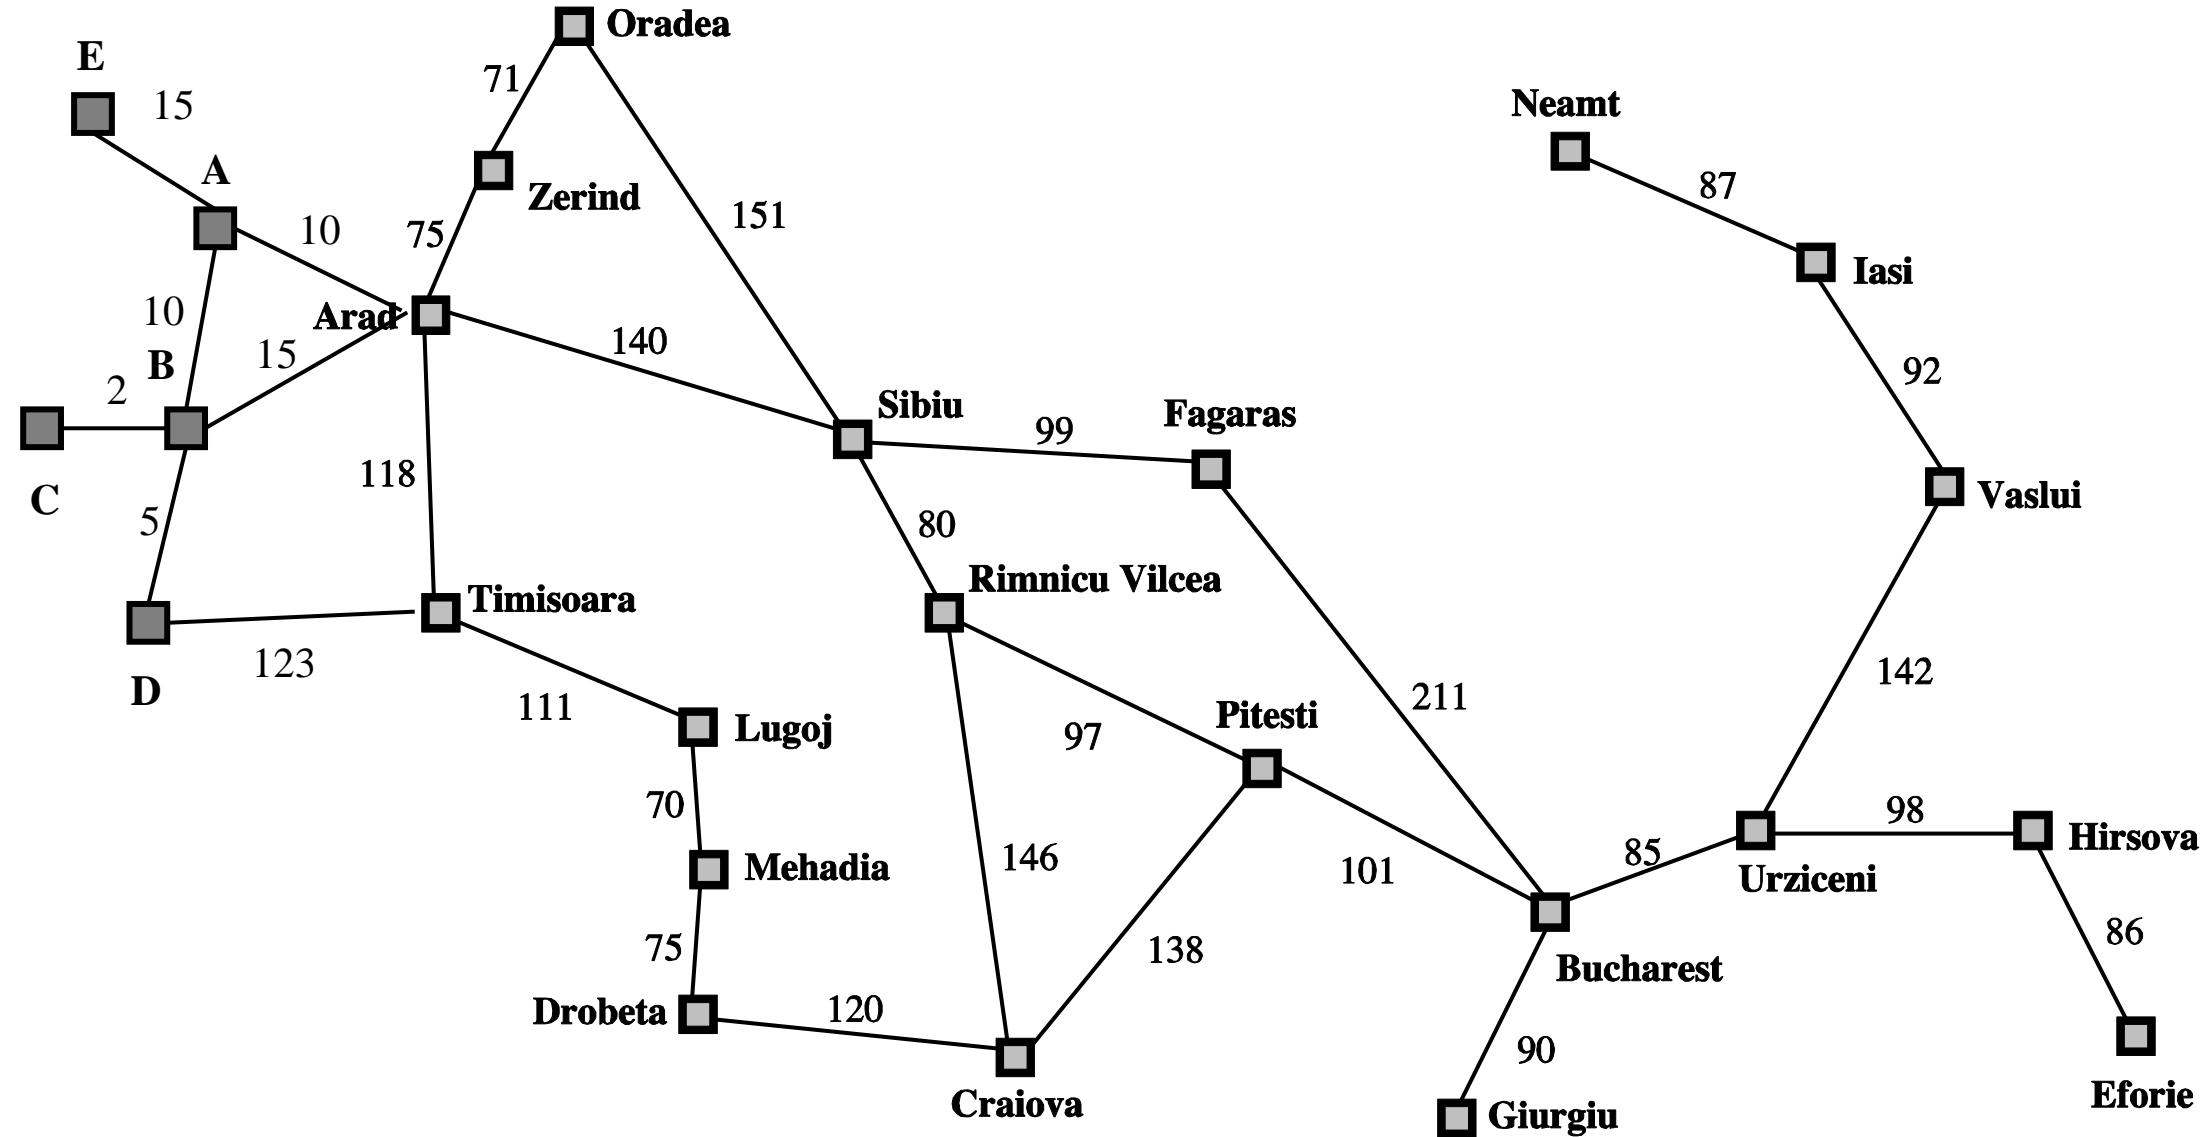 Oradea
E
71
15
Neamt
A
Zerind
87
10
75
151
Iasi
10
Arad
140
B
15
92
2
Sibiu
Fagaras
99
118
C
Vaslui
5
80
Rimnicu Vilcea
Timisoara
123
142
D
111
211
Lugoj
97
Pitesti
70
98
Hirsova
146
85
Mehadia
101
Urziceni
86
75
138
Bucharest
Drobeta
120
90
Craiova
Eforie
Giurgiu